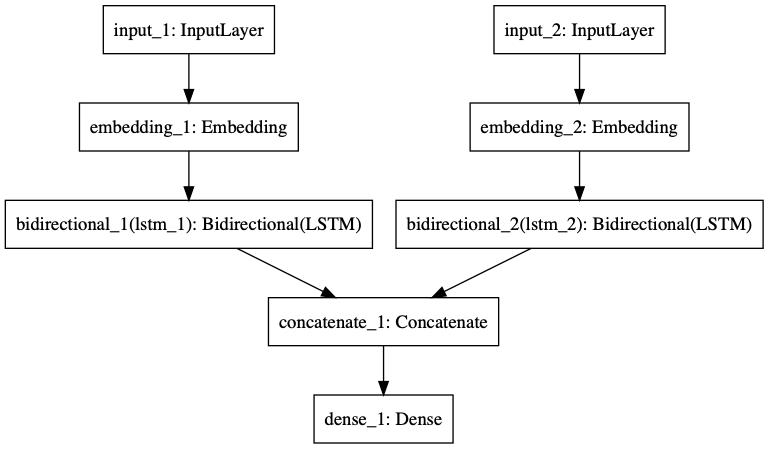 input_1: InputLayer
input_2: InputLayer
embedding_1: Embedding
embedding_2: Embedding
bidirectional_1(lstm_1): Bidirectional(LSTM)
bidirectional_2(lstm_2): Bidirectional(LSTM)
concatenate_1: Concatenate
dense_1: Dense